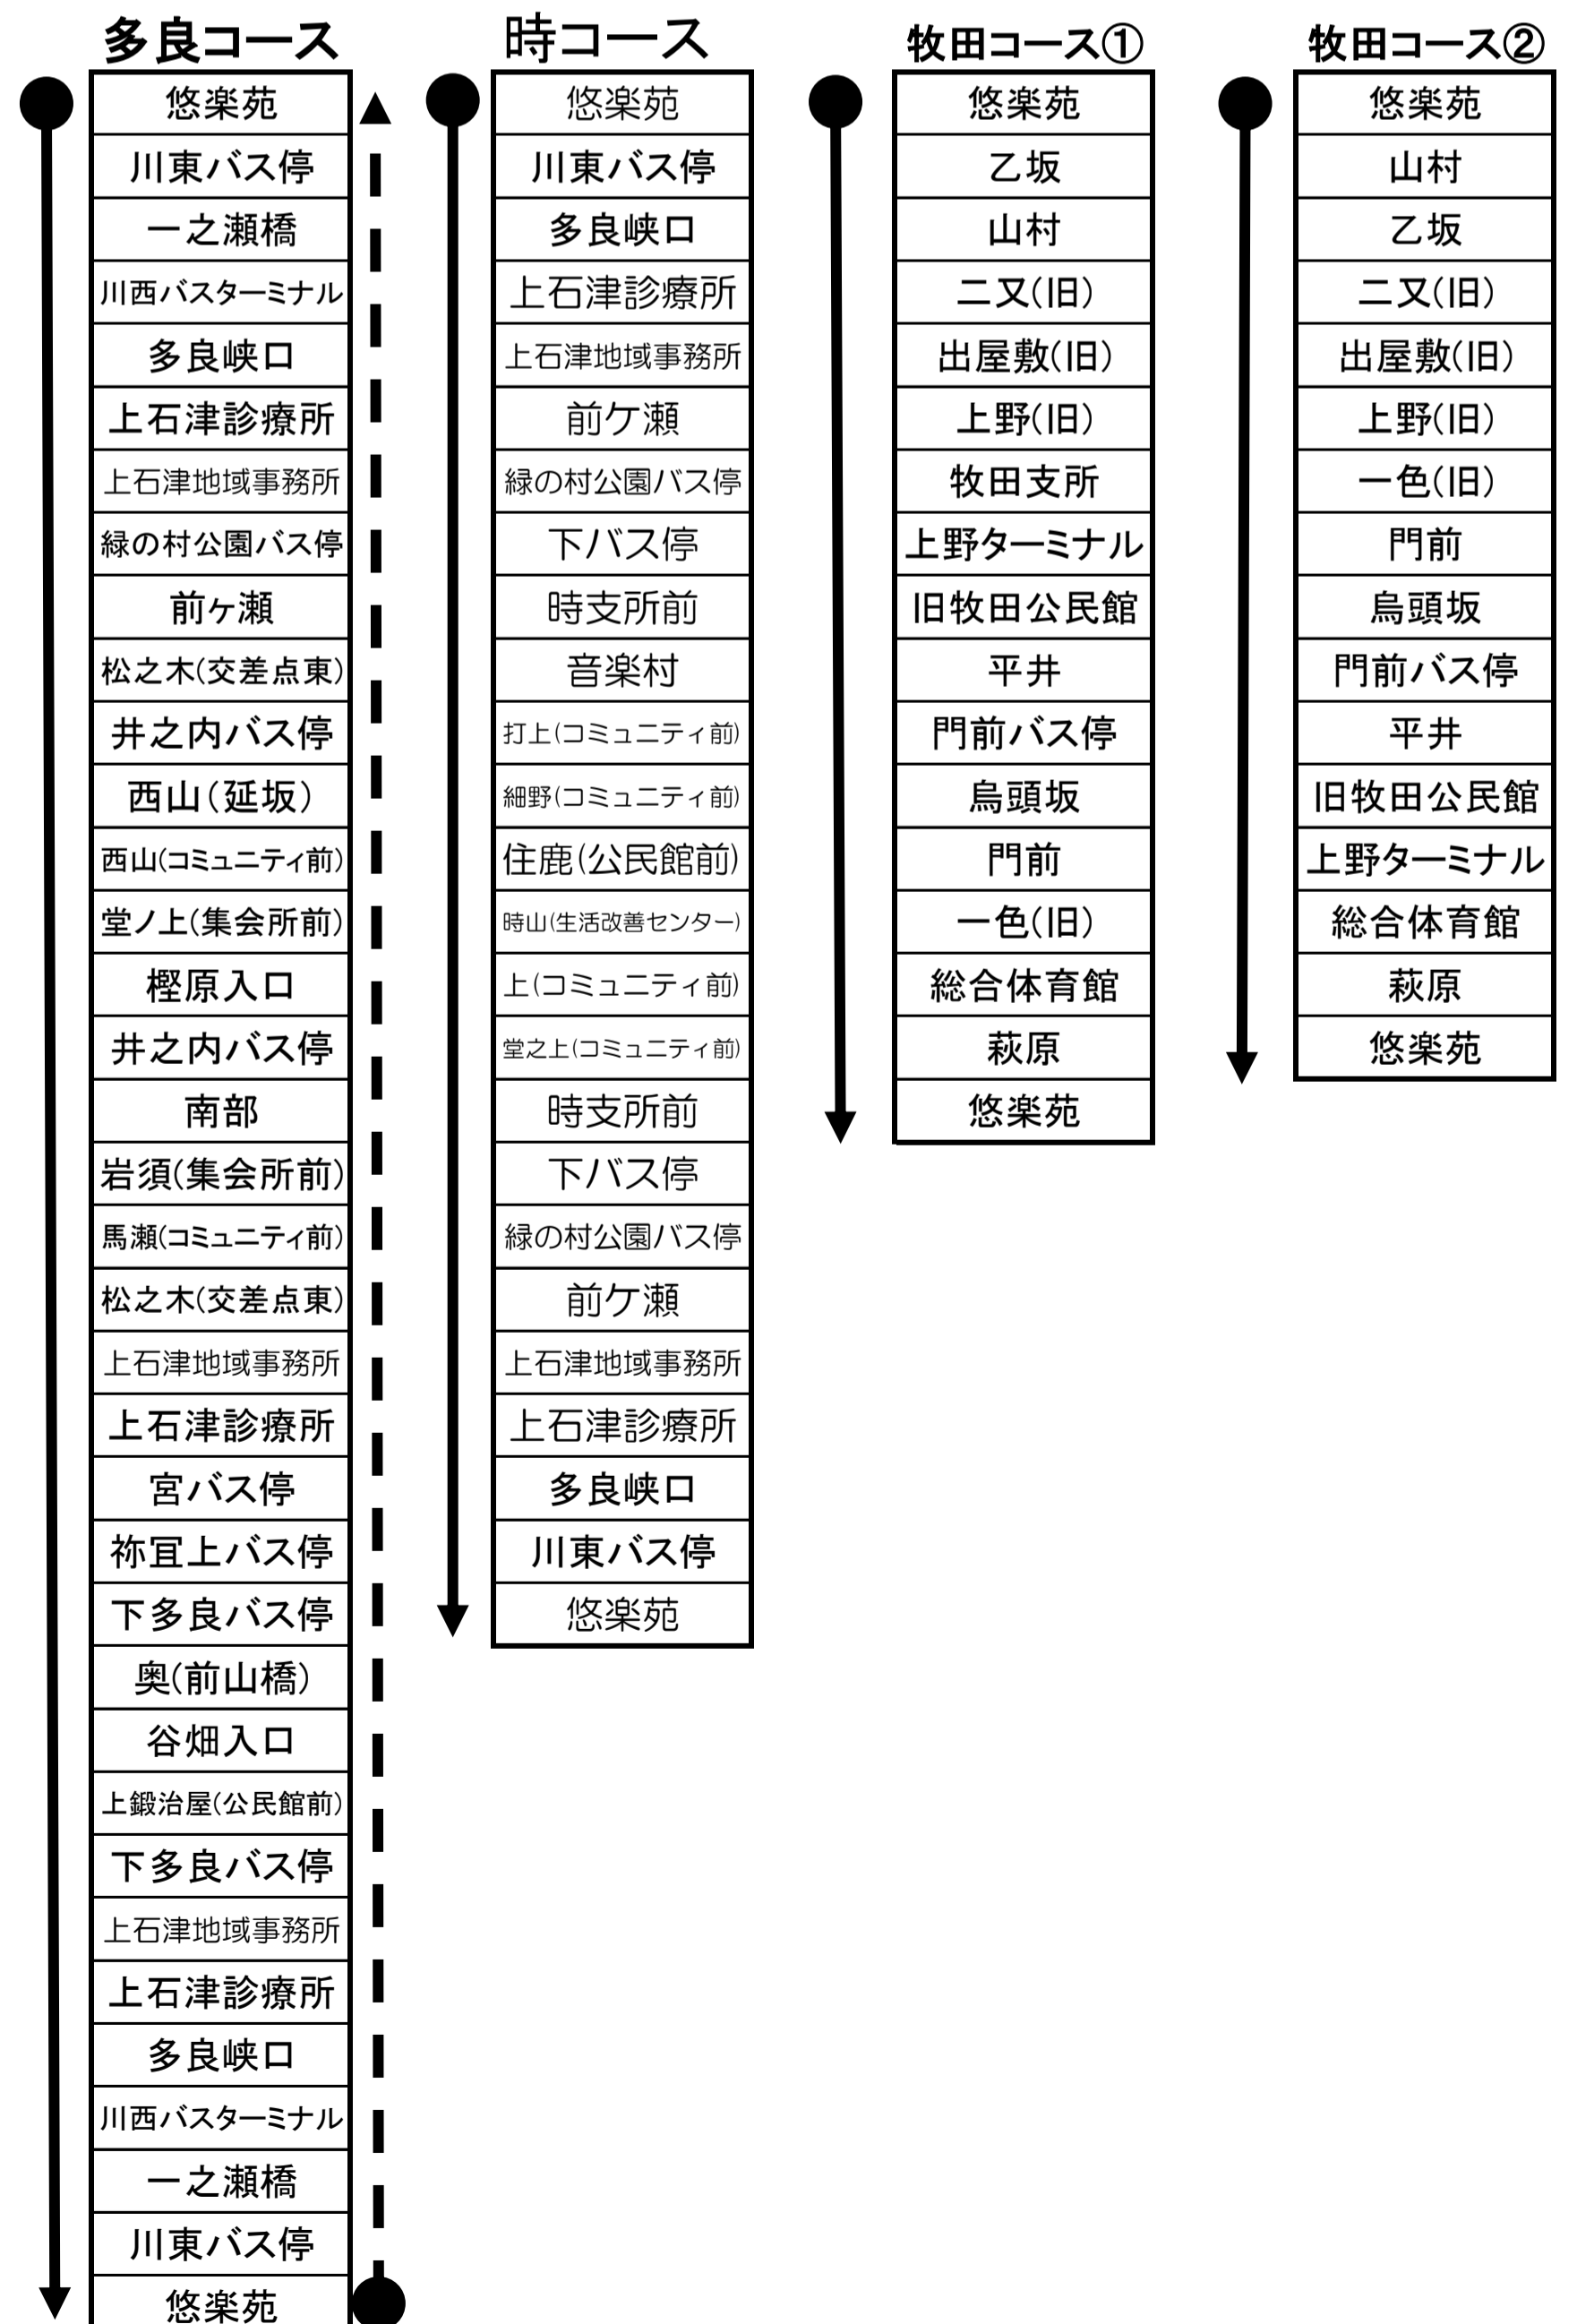 多良コース
悠楽苑
川東バス停
一之瀬橋
川西バスターミナル
多良峡口
上石津診療所
上石津地域事務所
緑の村公園バス停
前ヶ瀬
松之木(交差点東)
井之内バス停
西山(延坂)
西山(コミュニティ前)
堂ノ上(集会所前)
樫原入口
井之内バス停
南部
岩須(集会所前)
馬瀬(コミュニティ前)
松之木(交差点東)
上石津地域事務所
上石津診療所
宮バス停
祢冝上バス停
下多良バス停
奥(前山橋)
谷畑入口
上鍛治屋(公民館前)
下多良バス停
上石津地域事務所
上石津診療所
多良峡口
川西バスターミナル
一之瀬橋
川東バス停
悠楽苑
時コース
悠楽苑
川東バス停
多良峡口
上石津診療所
上石津地域事務所
前ケ瀬
緑の村公園バス停
下バス停
時支所前
音楽村
打上(コミュニティ前)
細野(コミュニティ前)
住鹿(公民館前)
時山(生活改善センター)
上(コミュニティ前)
堂之上(コミュニティ前)
時支所前
下バス停
緑の村公園バス停
前ケ瀬
上石津地域事務所
上石津診療所
多良峡口
川東バス停
悠楽苑
牧田コース①
悠楽苑
乙坂
山村
二又(旧)
出屋敷(旧)
上野(旧)
牧田支所
上野ターミナル
旧牧田公民館
平井
門前バス停
烏頭坂
門前
一色(旧)
総合体育館
萩原
悠楽苑
牧田コース②
悠楽苑
山村
乙坂
二又(旧)
出屋敷(旧)
上野(旧)
一色(旧)
門前
烏頭坂
門前バス停
平井
旧牧田公民館
上野ターミナル
総合体育館
萩原
悠楽苑